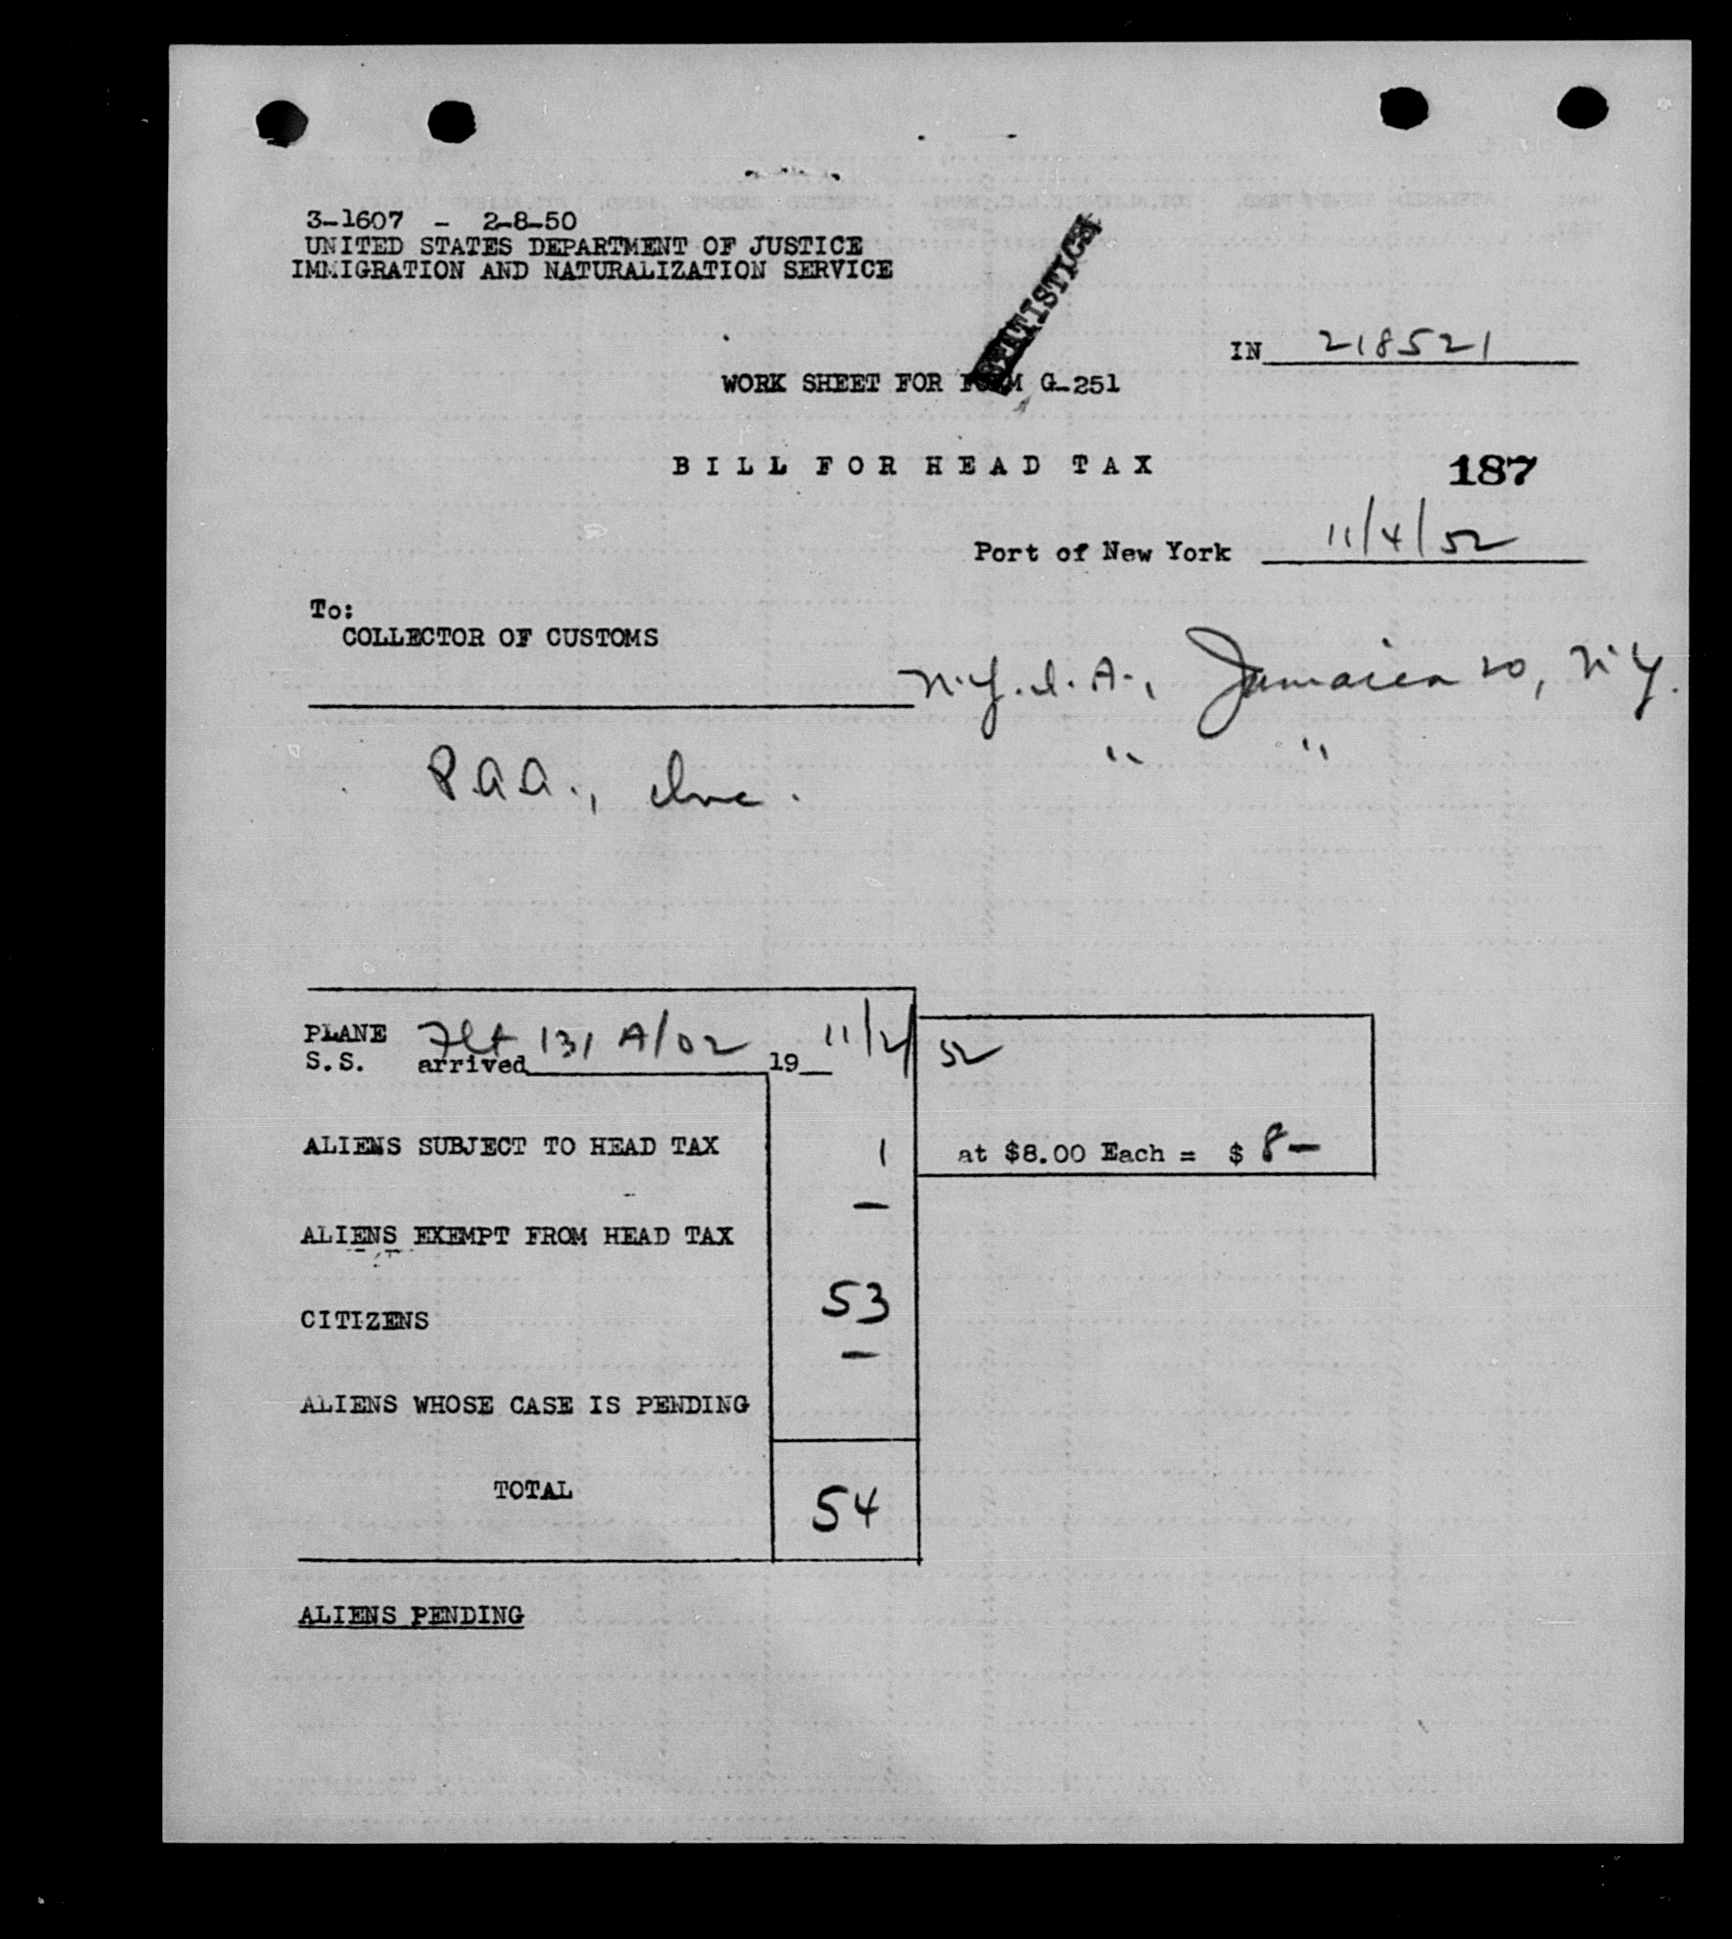 3-1607 - 2-8-50
UNITED STATES DEPARTMENT OF JUSTICE
IMMIGRATION AND NATURALIZATION SERVICE
STATISTICS
IN 218521
WORK SHEET FOR FORM G-251
BILL FOR HEAD TAX
187
Port of New York 11/4/52
To:
COLLECTOR OF CUSTOMS
N.Y.I.A., Jamaica 20, N.Y.
P.A.A., Inc. " "
PLANE Flt 131 A/02 11/2/52
S.S. arrived 19
ALIENS SUBJECT TO HEAD TAX 1 at $8.00 Each = $ 8-
ALIENS EXEMPT FROM HEAD TAX -
CITIZENS 53
ALIENS WHOSE CASE IS PENDING -
TOTAL 54
ALIENS PENDING